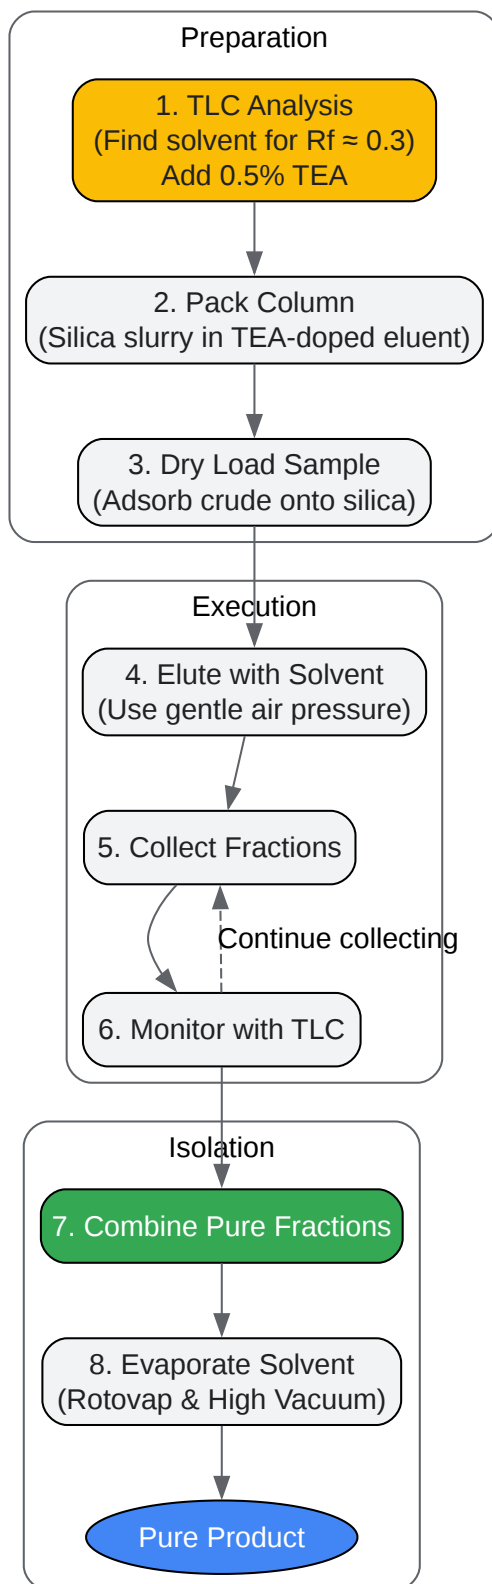 Preparation
1. TLC Analysis
(Find solvent for Rf ≈ 0.3)
Add 0.5% TEA
2. Pack Column
(Silica slurry in TEA-doped eluent)
3. Dry Load Sample
(Adsorb crude onto silica)
Execution
4. Elute with Solvent
(Use gentle air pressure)
5. Collect Fractions
Continue collecting
6. Monitor with TLC
Isolation
7. Combine Pure Fractions
8. Evaporate Solvent
(Rotovap & High Vacuum)
Pure Product